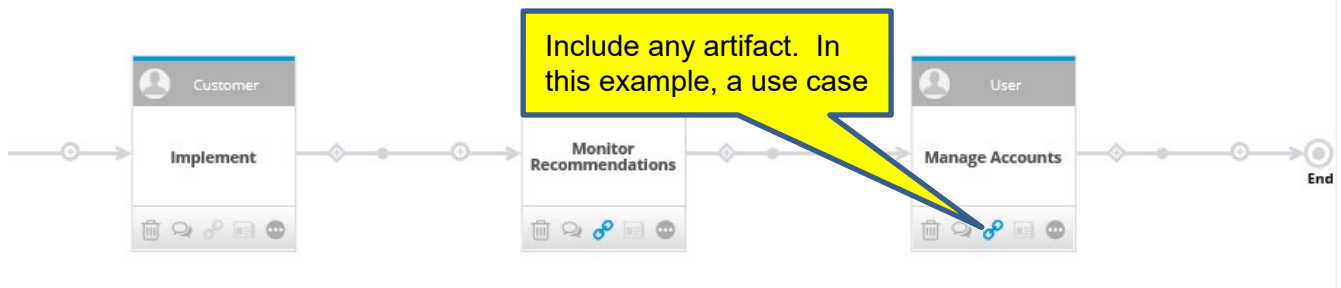 Include any artifact.  In
this example, a use case
Customer
User
Implement
Monitor
Recommendations
Manage Accounts
End